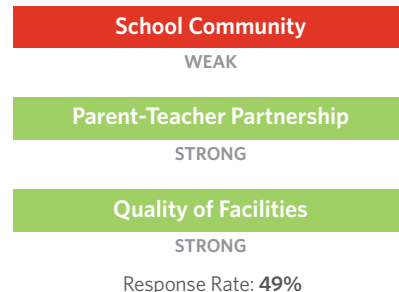 School Community
WEAK
Parent-Teacher Partnership
STRONG
Quality of Facilities
STRONG
Response Rate: 49%